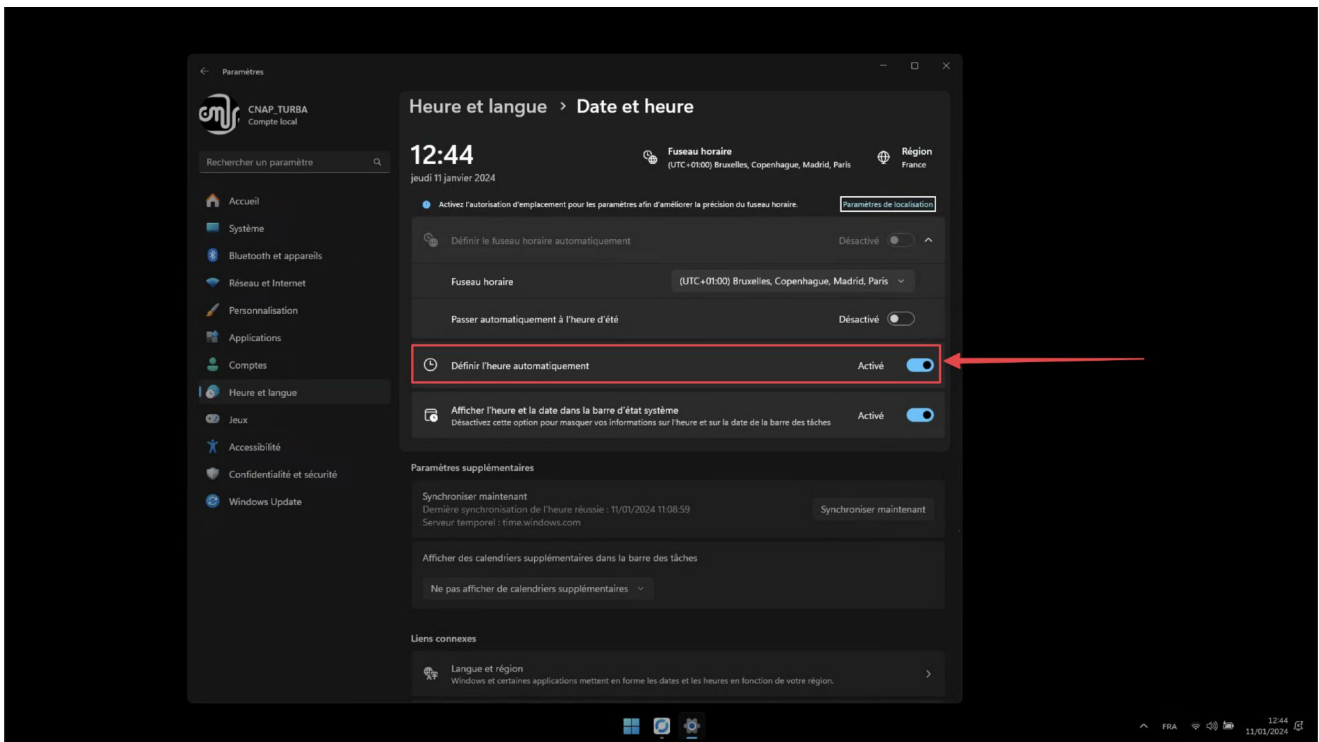 Paramètres
CNAP_TURBA
Compte local
Rechercher un paramètre
Accueil
Système
Bluetooth et appareils
Réseau et Internet
Personnalisation
Applications
Comptes
Heure et langue
Jeux
Accessibilité
Confidentialité et sécurité
Windows Update
Heure et langue > Date et heure
12:44
jeudi 11 janvier 2024
Fuseau horaire
(UTC+01:00) Bruxelles, Copenhague, Madrid, Paris
Région
France
Activez l'autorisation d'emplacement pour les paramètres afin d'améliorer la précision du fuseau horaire.
Paramètres de localisation
Définir le fuseau horaire automatiquement
Désactivé
Fuseau horaire
(UTC+01:00) Bruxelles, Copenhague, Madrid, Paris
Passer automatiquement à l'heure d'été
Désactivé
Définir l'heure automatiquement
Activé
Afficher l'heure et la date dans la barre d'état système
Désactivez cette option pour masquer vos informations sur l'heure et sur la date de la barre des tâches
Activé
Paramètres supplémentaires
Synchroniser maintenant
Dernière synchronisation de l'heure réussie : 11/01/2024 11:08:59
Serveur temporel : time.windows.com
Synchroniser maintenant
Afficher des calendriers supplémentaires dans la barre des tâches
Ne pas afficher de calendriers supplémentaires
Liens connexes
Langue et région
Windows et certaines applications mettent en forme les dates et les heures en fonction de votre région.
FRA
12:44
11/01/2024